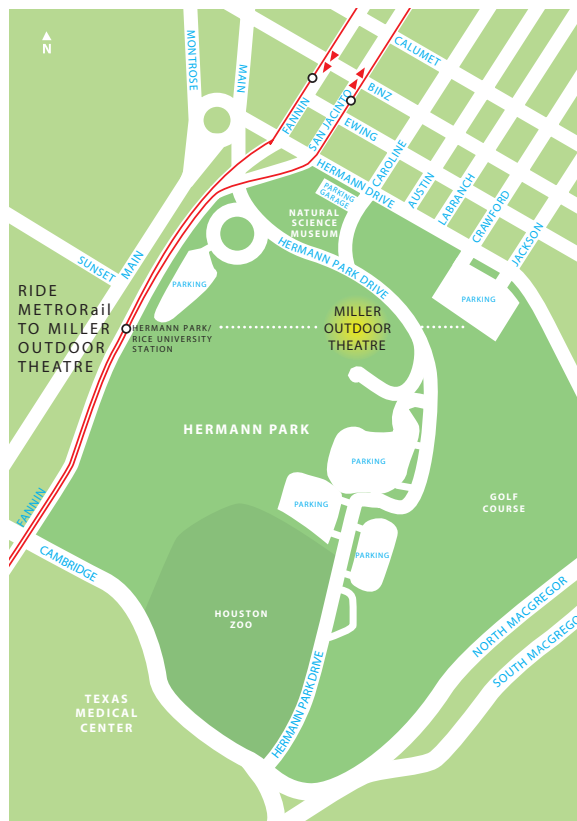 N
MONTROSE
MAIN
CALUMET
BINZ
FANNIN
SAN JACINTO
EWING
HERMANN DRIVE
CAROLINE
AUSTIN
LABRANCH
CRAWFORD
JACKSON
PARKING
GARAGE
NATURAL
SCIENCE
MUSEUM
HERMANN PARK DRIVE
SUNSET
MAIN
PARKING
PARKING
RIDE
METRORail
TO MILLER
OUTDOOR
THEATRE
HERMANN PARK/
RICE UNIVERSITY
STATION
MILLER
OUTDOOR
THEATRE
HERMANN PARK
PARKING
PARKING
PARKING
GOLF
COURSE
FANNIN
CAMBRIDGE
HOUSTON
ZOO
NORTH MACGREGOR
SOUTH MACGREGO
HERMANN PARK DRIVE
TEXAS
MEDICAL
CENTER